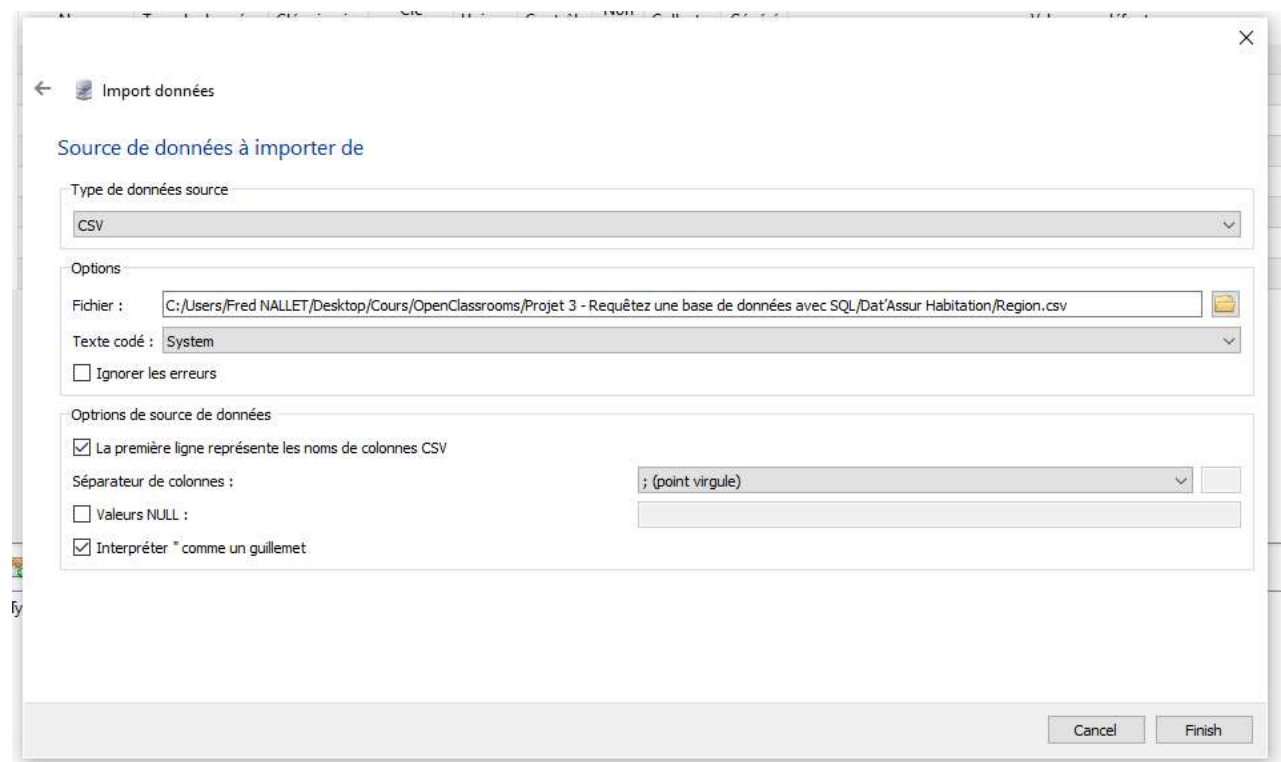 Import données
Source de données à importer de
Type de données source
CSV
Options
Fichier : C:/Users/Fred NALLET/Desktop/Cours/OpenClassrooms/Projet 3 - Requêtez une base de données avec SQL/Dat'Assur Habitation/Region.csv
Texte codé : System
Ignorer les erreurs
Optrions de source de données
La première ligne représente les noms de colonnes CSV
Séparateur de colonnes : ; (point virgule)
Valeurs NULL :
Interpréter " comme un guillemet
Cancel Finish